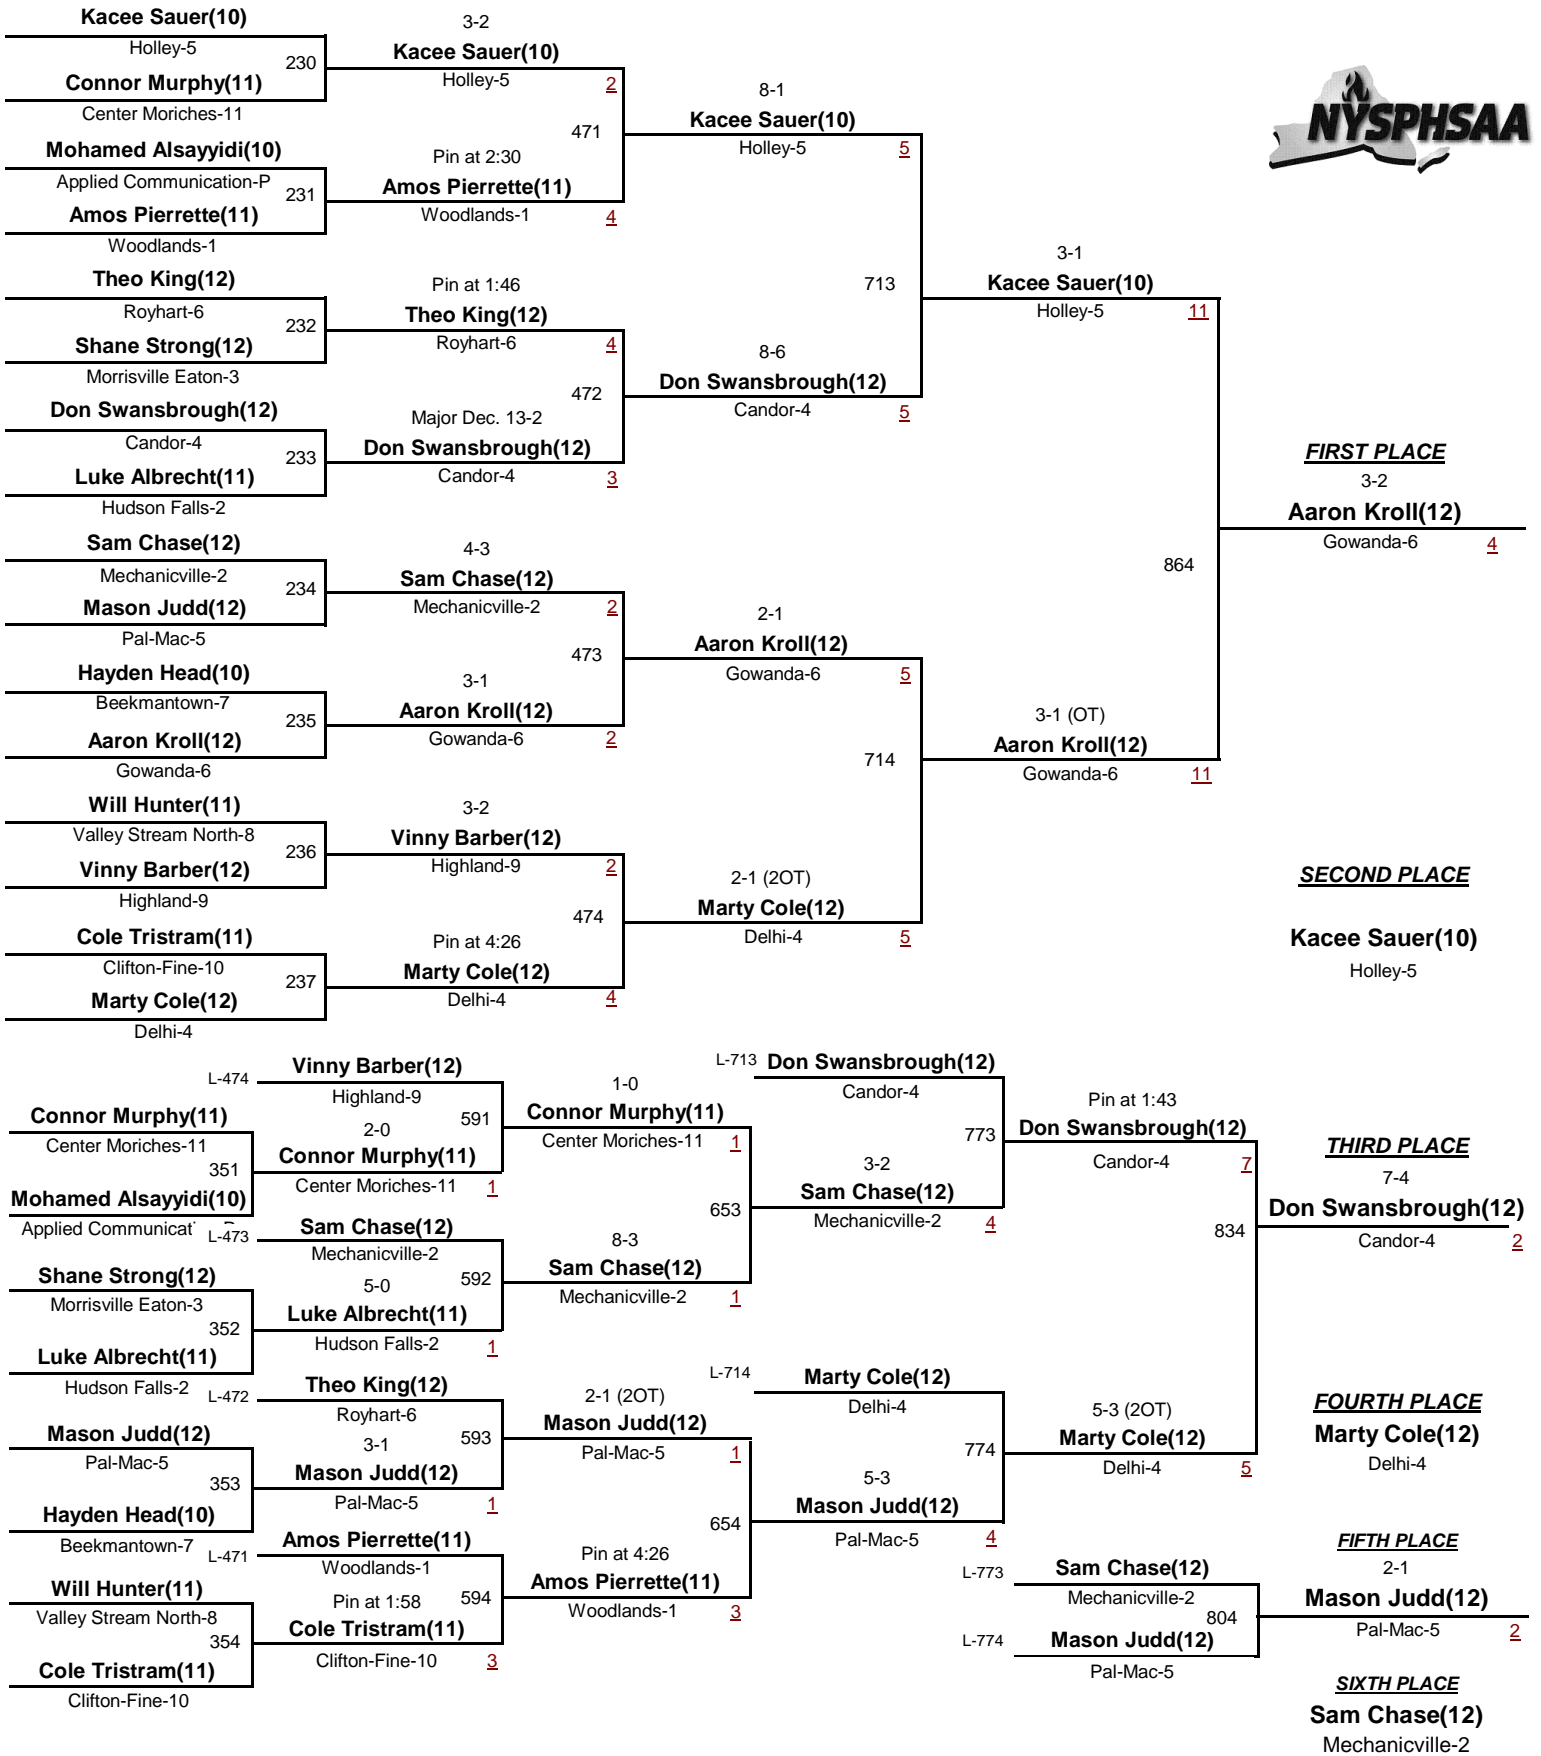 Kacee Sauer(10)
Holley-5
230
Connor Murphy(11)
Center Moriches-11
Mohamed Alsayyidi(10)
Applied Communication-P
231
Amos Pierrette(11)
Woodlands-1
Theo King(12)
Royhart-6
232
Shane Strong(12)
Morrisville Eaton-3
Don Swansbrough(12)
Candor-4
233
Luke Albrecht(11)
Hudson Falls-2
Sam Chase(12)
Mechanicville-2
234
Mason Judd(12)
Pal-Mac-5
Hayden Head(10)
Beekmantown-7
235
Aaron Kroll(12)
Gowanda-6
Will Hunter(11)
Valley Stream North-8
236
Vinny Barber(12)
Highland-9
Cole Tristram(11)
Clifton-Fine-10
237
Marty Cole(12)
Delhi-4
3-2
Kacee Sauer(10)
Holley-5
2
471
Pin at 2:30
Amos Pierrette(11)
Woodlands-1
4
Pin at 1:46
Theo King(12)
Royhart-6
4
472
Major Dec. 13-2
Don Swansbrough(12)
Candor-4
3
4-3
Sam Chase(12)
Mechanicville-2
2
473
3-1
Aaron Kroll(12)
Gowanda-6
2
3-2
Vinny Barber(12)
Highland-9
2
474
Pin at 4:26
Marty Cole(12)
Delhi-4
4
8-1
Kacee Sauer(10)
Holley-5
5
713
8-6
Don Swansbrough(12)
Candor-4
5
2-1
Aaron Kroll(12)
Gowanda-6
5
714
2-1 (2OT)
Marty Cole(12)
Delhi-4
5
3-1
Kacee Sauer(10)
Holley-5
11
864
3-1 (OT)
Aaron Kroll(12)
Gowanda-6
11
NYSPHSAA
FIRST PLACE
3-2
Aaron Kroll(12)
Gowanda-6
4
SECOND PLACE
Kacee Sauer(10)
Holley-5
Connor Murphy(11)
Center Moriches-11
351
Mohamed Alsayyidi(10)
Applied Communicati
Shane Strong(12)
Morrisville Eaton-3
352
Luke Albrecht(11)
Hudson Falls-2
Mason Judd(12)
Pal-Mac-5
353
Hayden Head(10)
Beekmantown-7
Will Hunter(11)
Valley Stream North-8
354
Cole Tristram(11)
Clifton-Fine-10
L-474
Vinny Barber(12)
Highland-9
591
2-0
Connor Murphy(11)
Center Moriches-11
1
L-473
Sam Chase(12)
Mechanicville-2
592
5-0
Luke Albrecht(11)
Hudson Falls-2
1
L-472
Theo King(12)
Royhart-6
593
3-1
Mason Judd(12)
Pal-Mac-5
1
L-471
Amos Pierrette(11)
Woodlands-1
594
Pin at 1:58
Cole Tristram(11)
Clifton-Fine-10
3
1-0
Connor Murphy(11)
Center Moriches-11
1
653
8-3
Sam Chase(12)
Mechanicville-2
1
2-1 (2OT)
Mason Judd(12)
Pal-Mac-5
1
654
Pin at 4:26
Amos Pierrette(11)
Woodlands-1
3
L-713
Don Swansbrough(12)
Candor-4
773
3-2
Sam Chase(12)
Mechanicville-2
4
L-714
Marty Cole(12)
Delhi-4
774
5-3
Mason Judd(12)
Pal-Mac-5
4
Pin at 1:43
Don Swansbrough(12)
Candor-4
7
834
5-3 (2OT)
Marty Cole(12)
Delhi-4
5
L-773
Sam Chase(12)
Mechanicville-2
804
L-774
Mason Judd(12)
Pal-Mac-5
THIRD PLACE
7-4
Don Swansbrough(12)
Candor-4
2
FOURTH PLACE
Marty Cole(12)
Delhi-4
FIFTH PLACE
2-1
Mason Judd(12)
Pal-Mac-5
2
SIXTH PLACE
Sam Chase(12)
Mechanicville-2